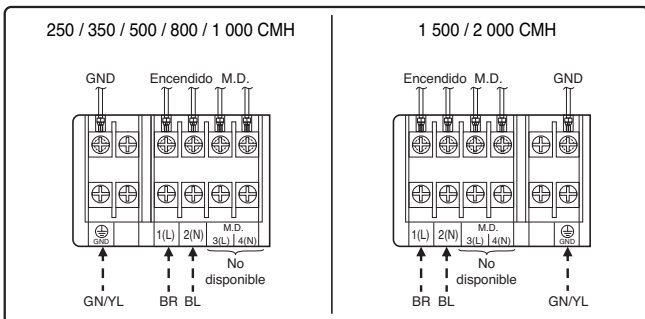 250 / 350 / 500 / 800 / 1 000 CMH
GND Encendido M.D.
GND 1(L) 2(N) M.D. 3(L) 4(N)
No
disponible
GN/YL BR BL
1 500 / 2 000 CMH
Encendido M.D. GND
1(L) 2(N) M.D. 3(L) 4(N) GND
No
disponible
BR BL GN/YL